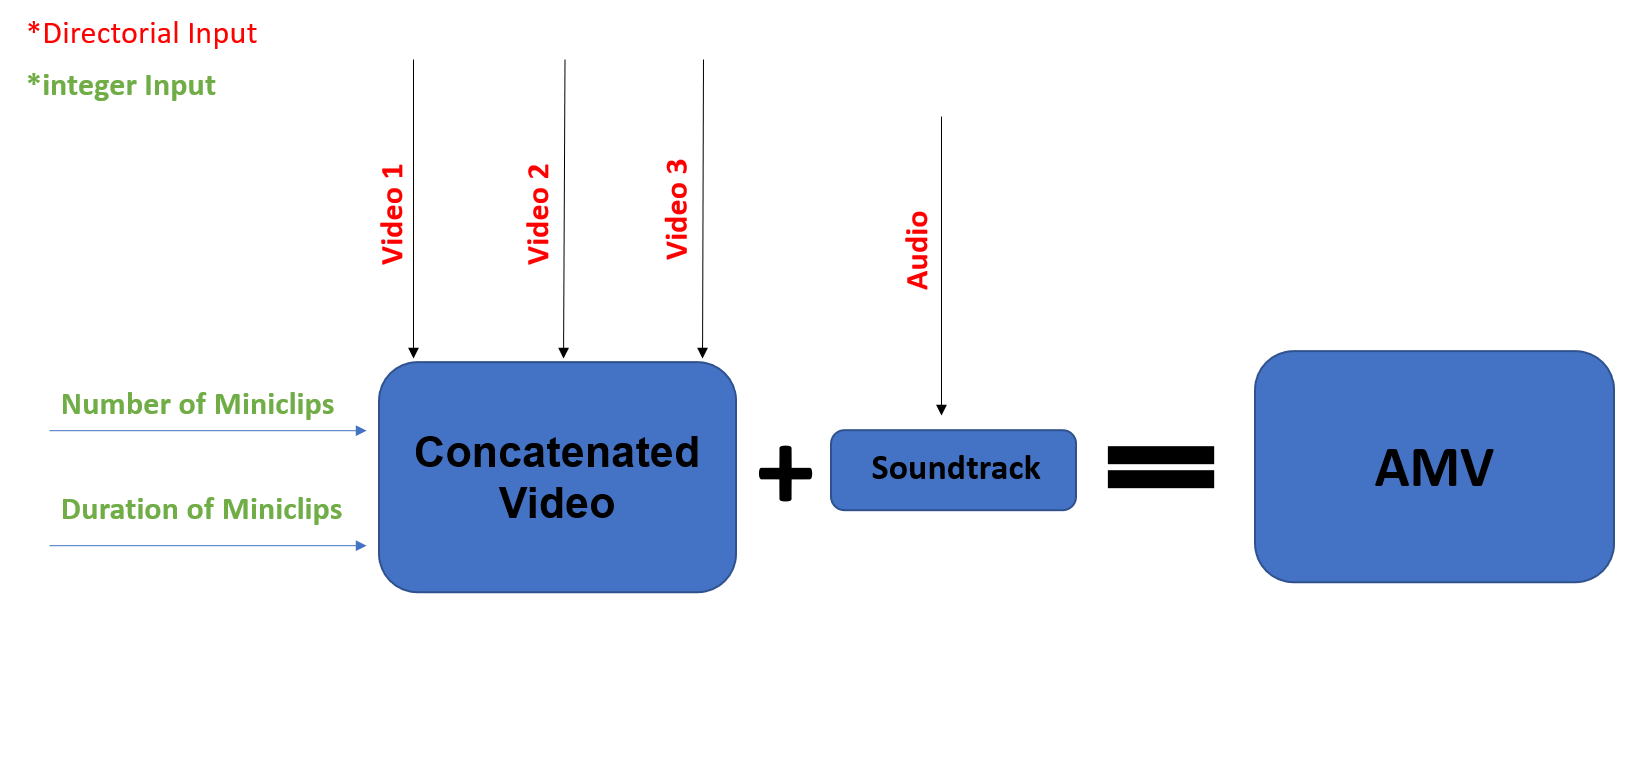 *Directorial Input
*integer Input
Video 1
Video 2
Video 3
Audio
Number of Miniclips
Duration of Miniclips
Concatenated
Video
+
Soundtrack
=
AMV